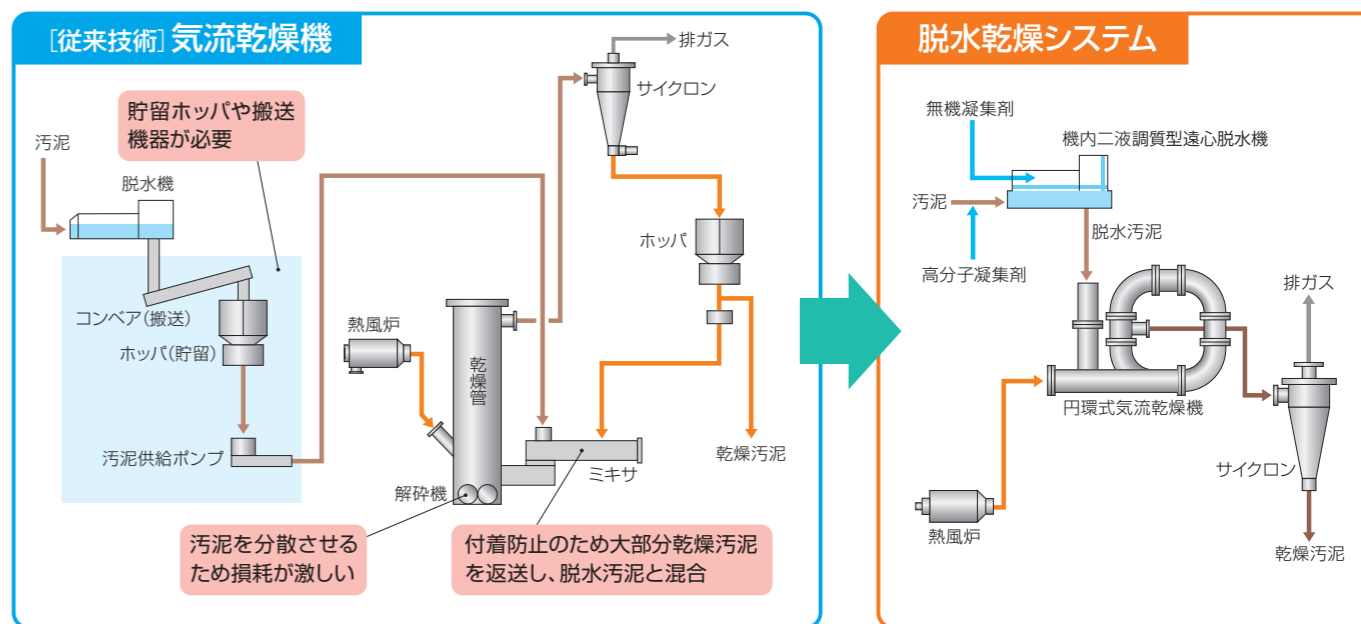 [従来技術] 気流乾燥機
排ガス
サイクロン
貯留ホッパや搬送
機器が必要
汚泥
脱水機
コンベア(搬送)
ホッパ(貯留)
汚泥供給ポンプ
熱風炉
乾燥管
解砕機
ミキサ
ホッパ
乾燥汚泥
汚泥を分散させる
ため損耗が激しい
付着防止のため大部分乾燥汚泥
を返送し、脱水汚泥と混合
脱水乾燥システム
無機凝集剤
機内二液調質型遠心脱水機
汚泥
脱水汚泥
高分子凝集剤
排ガス
円環式気流乾燥機
サイクロン
熱風炉
乾燥汚泥